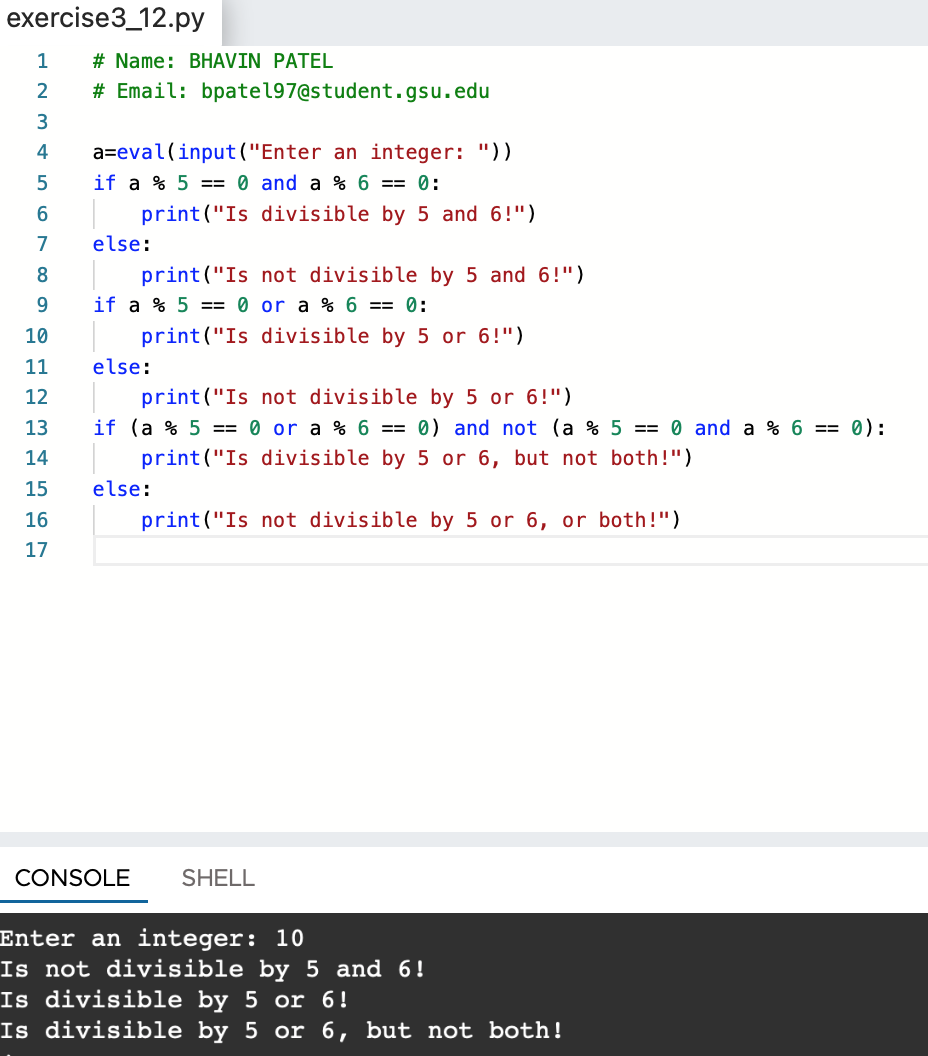 exercise3_12.py
1 # Name: BHAVIN PATEL
2 # Email: bpatel97@student.gsu.edu
3
4 a=eval(input("Enter an integer: "))
5 if a % 5 == 0 and a % 6 == 0:
6     print("Is divisible by 5 and 6!")
7 else:
8     print("Is not divisible by 5 and 6!")
9 if a % 5 == 0 or a % 6 == 0:
10     print("Is divisible by 5 or 6!")
11 else:
12     print("Is not divisible by 5 or 6!")
13 if (a % 5 == 0 or a % 6 == 0) and not (a % 5 == 0 and a % 6 == 0):
14     print("Is divisible by 5 or 6, but not both!")
15 else:
16     print("Is not divisible by 5 or 6, or both!")
17
CONSOLE SHELL
Enter an integer: 10
Is not divisible by 5 and 6!
Is divisible by 5 or 6!
Is divisible by 5 or 6, but not both!